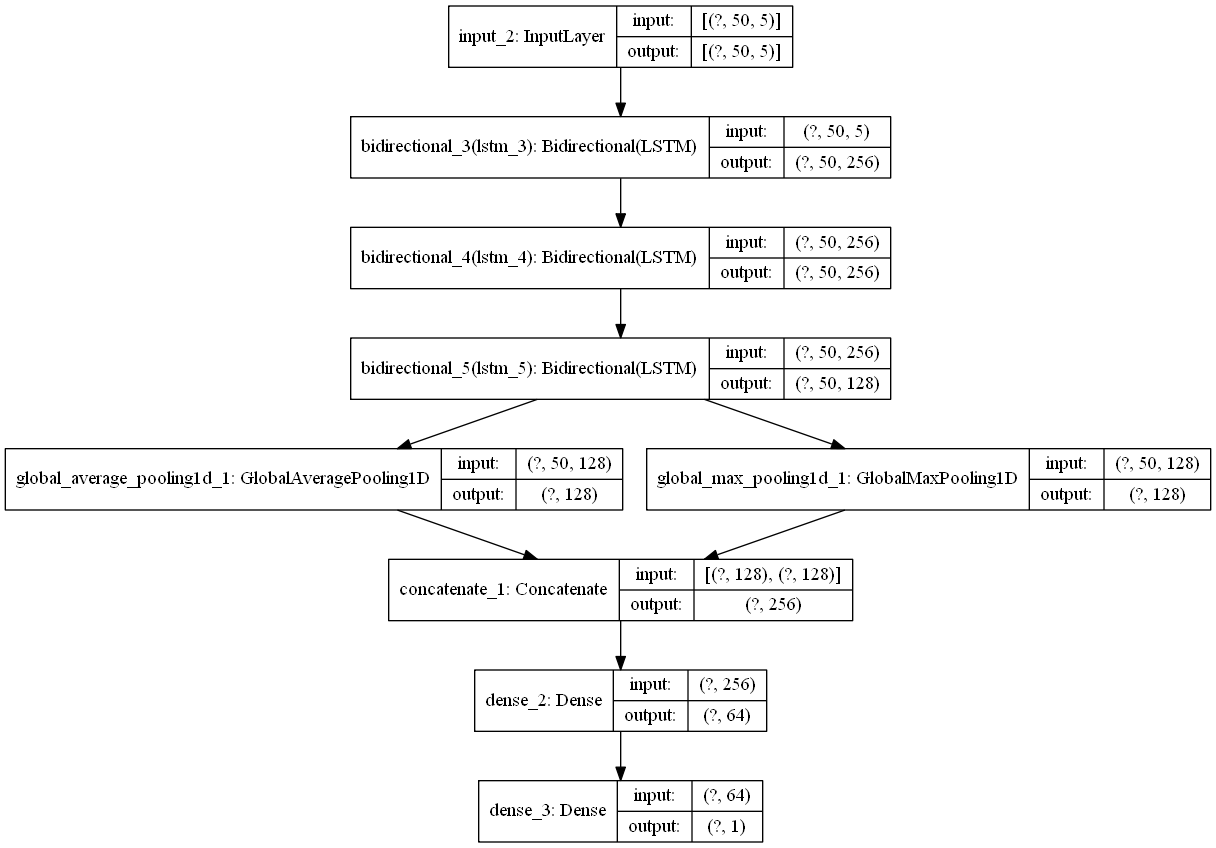 input_2: InputLayer
input: [(?, 50, 5)]
output: [(?, 50, 5)]
bidirectional_3(lstm_3): Bidirectional(LSTM)
input: (?, 50, 5)
output: (?, 50, 256)
bidirectional_4(lstm_4): Bidirectional(LSTM)
input: (?, 50, 256)
output: (?, 50, 256)
bidirectional_5(lstm_5): Bidirectional(LSTM)
input: (?, 50, 256)
output: (?, 50, 128)
global_average_pooling1d_1: GlobalAveragePooling1D
input: (?, 50, 128)
output: (?, 128)
global_max_pooling1d_1: GlobalMaxPooling1D
input: (?, 50, 128)
output: (?, 128)
concatenate_1: Concatenate
input: [(?, 128), (?, 128)]
output: (?, 256)
dense_2: Dense
input: (?, 256)
output: (?, 64)
dense_3: Dense
input: (?, 64)
output: (?, 1)